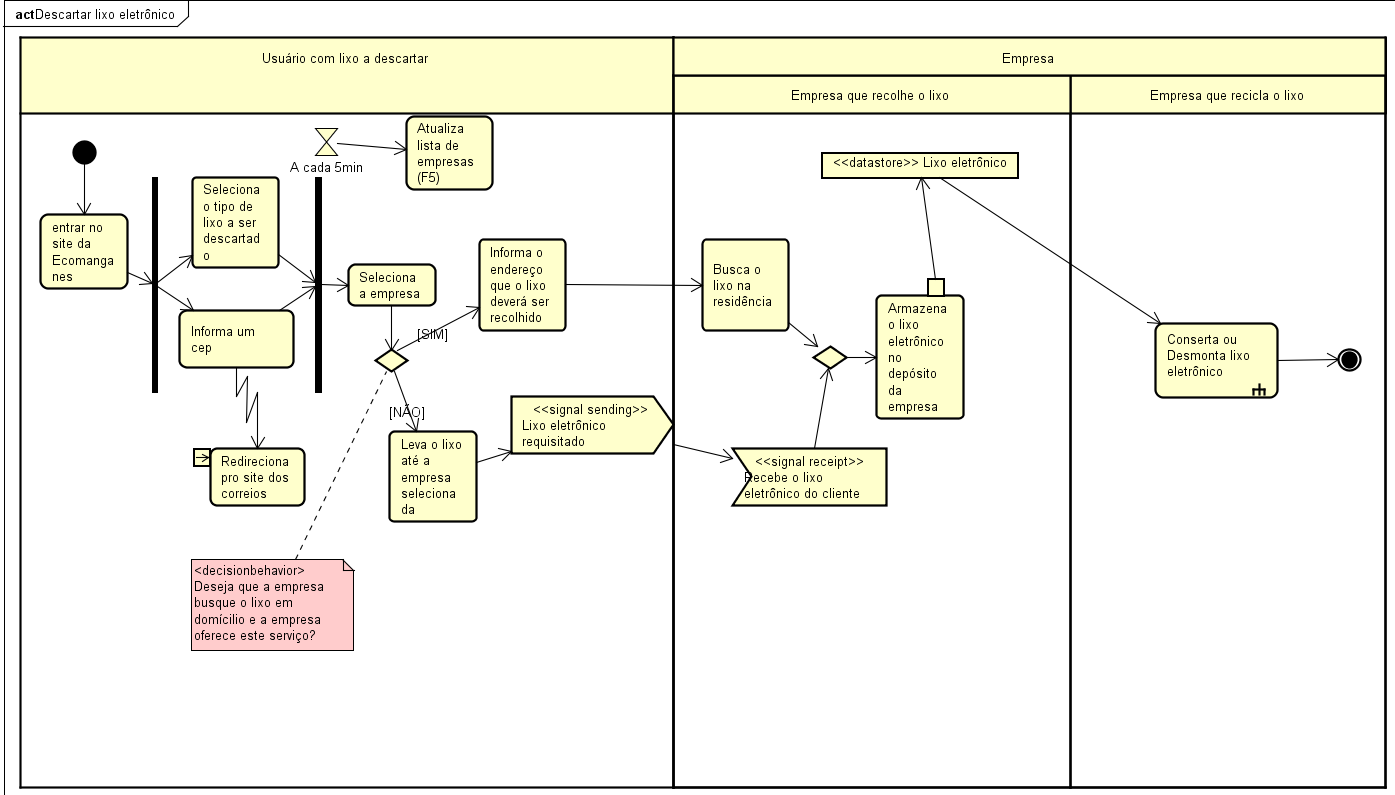 actDescartar lixo eletrônico
Usuário com lixo a descartar
Empresa
Empresa que recolhe o lixo
Empresa que recicla o lixo
A cada 5min
Atualiza
lista de
empresas
(F5)
entrar no
site da
Ecomanga
nes
Seleciona
o tipo de
lixo a ser
descartad
o
Informa um
cep
Redireciona
pro site dos
correios
Seleciona
a empresa
[SIM]
[NÃO]
Informa o
endereço
que o lixo
deverá ser
recolhido
Leva o lixo
até a
empresa
seleciona
da
<<signal sending>>
Lixo eletrônico
requisitado
<decisionbehavior>
Deseja que a empresa
busque o lixo em
domícilio e a empresa
oferece este serviço?
Busca o
lixo na
residência
<<signal receipt>>
Recebe o lixo
eletrônico do cliente
Armazena
o lixo
eletrônico
no
depósito
da
empresa
<<datastore>> Lixo eletrônico
Conserta ou
Desmonta lixo
eletrônico